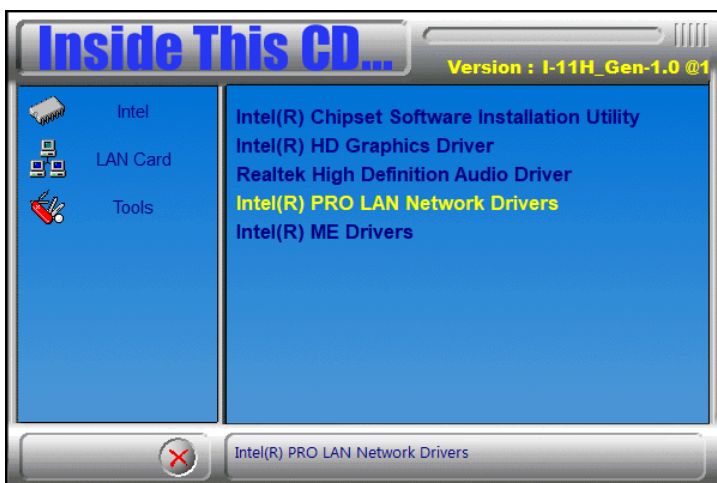 Inside This CD...
Version : I-11H_Gen-1.0 @1
Intel
LAN Card
Tools
Intel(R) Chipset Software Installation Utility
Intel(R) HD Graphics Driver
Realtek High Definition Audio Driver
Intel(R) PRO LAN Network Drivers
Intel(R) ME Drivers
Intel(R) PRO LAN Network Drivers